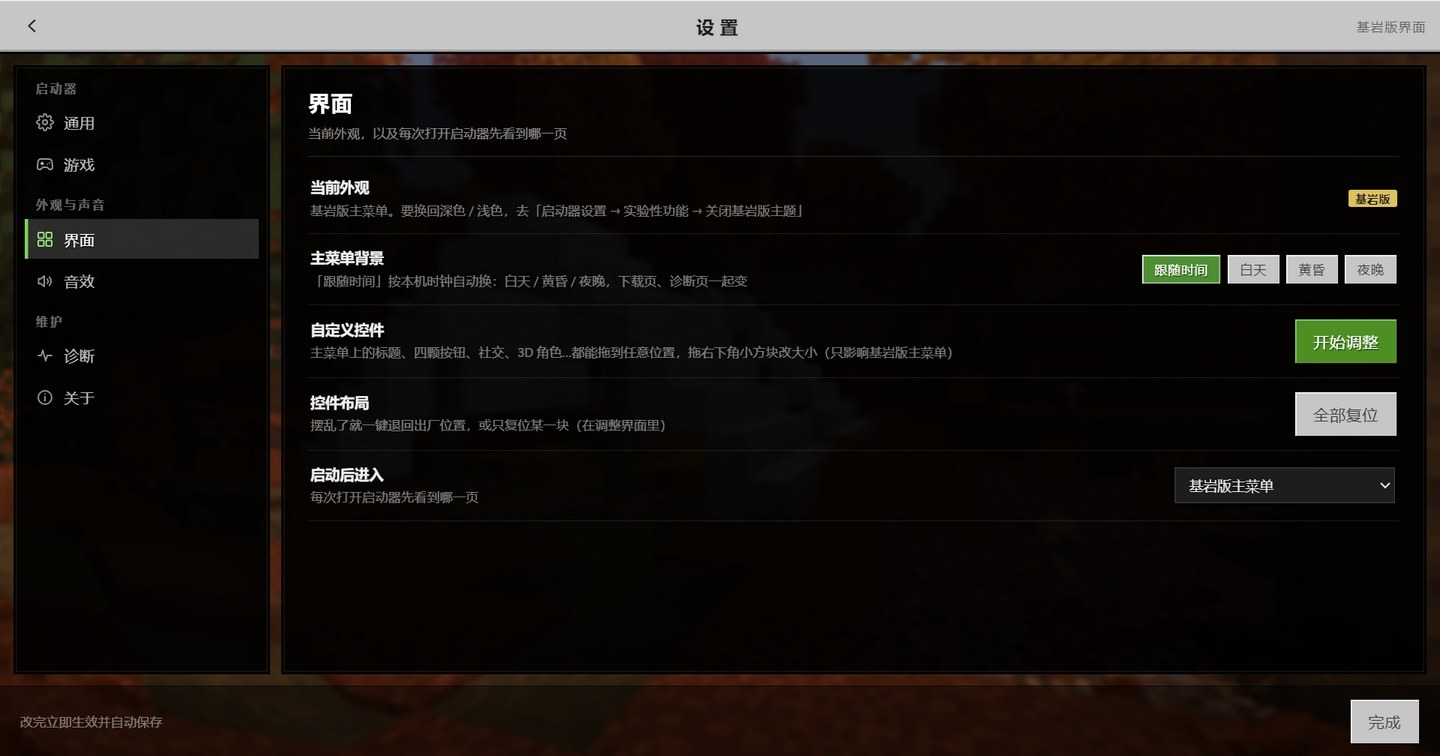 设置
基岩版界面
启动器
通用
游戏
外观与声音
界面
音效
维护
诊断
关于
界面
当前外观，以及每次打开启动器先看到哪一页
当前外观
基岩版主菜单。要换回深色 / 浅色，去「启动器设置 → 实验性功能 → 关闭基岩版主题」
基岩版
主菜单背景
「跟随时间」按本机时钟自动换：白天 / 黄昏 / 夜晚，下载页、诊断页一起变
跟随时间 白天 黄昏 夜晚
自定义控件
主菜单上的标题、四颗按钮、社交、3D 角色…都能拖到任意位置，拖右下角小方块改大小（只影响基岩版主菜单）
开始调整
控件布局
摆乱了就一键退回出厂位置，或只复位某一块（在调整界面里）
全部复位
启动后进入
每次打开启动器先看到哪一页
基岩版主菜单
改完立即生效并自动保存
完成